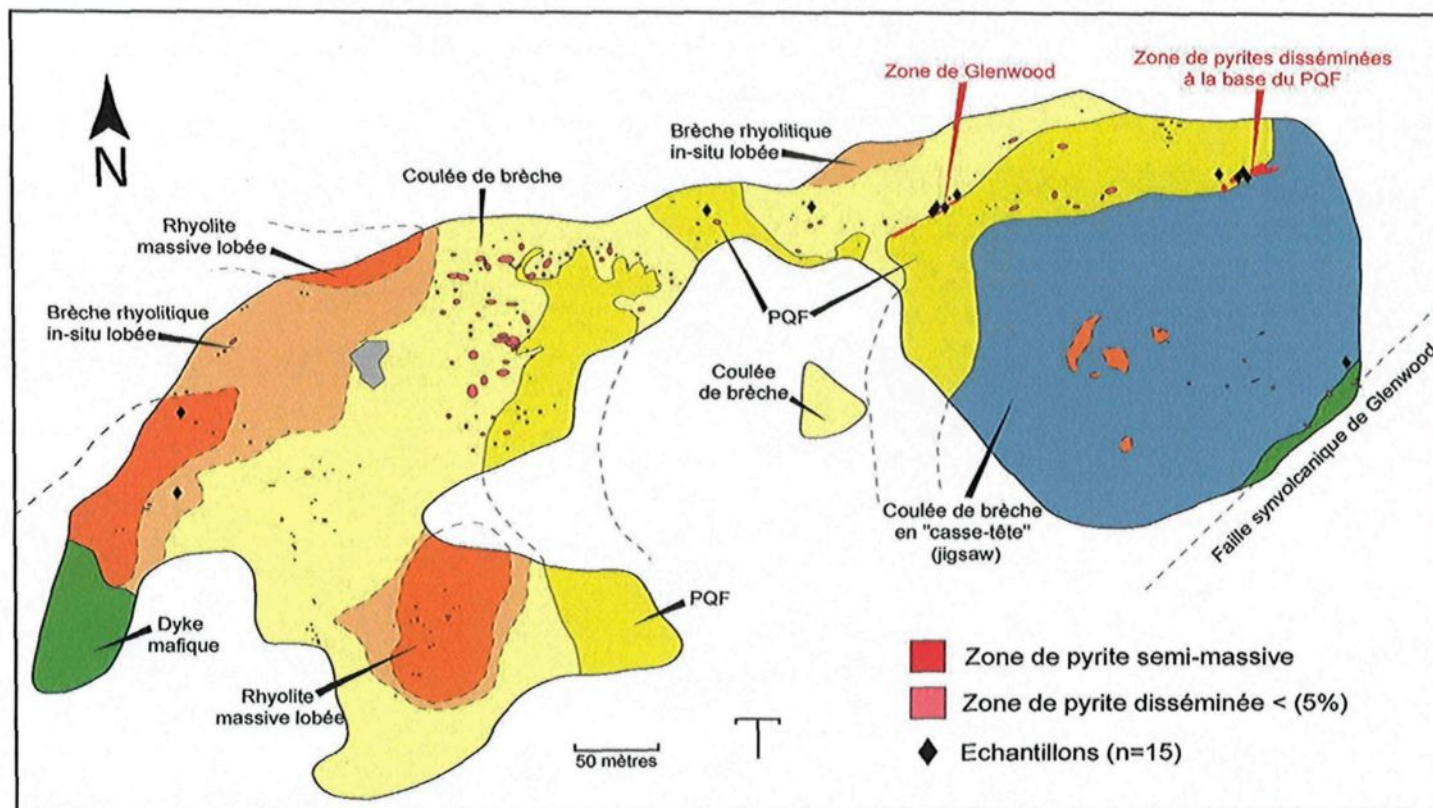 Zone de Glenwood
Zone de pyrites disséminées
à la base du PQF
Brèche rhyolitique
in-situ lobée
Coulée de brèche
N
Rhyolite
massive lobée
Brèche rhyolitique
in-situ lobée
PQF
Coulée
de brèche
Coulée de brèche
en "casse-tête"
(jigsaw)
Faille synvolcanique de Glenwood
Dyke
mafique
PQF
Rhyolite
massive lobée
50 mètres
Zone de pyrite semi-massive
Zone de pyrite disséminée < (5%)
Echantillons (n=15)